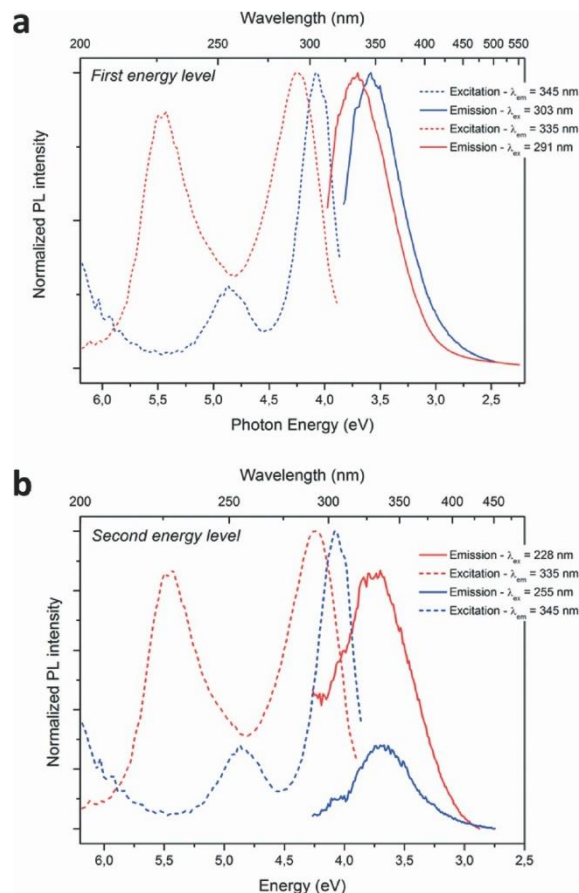 a
Wavelength (nm)
200 250 300 350 400 450 500 550
First energy level
Excitation - λem = 345 nm
Emission - λex = 303 nm
Excitation - λem = 335 nm
Emission - λex = 291 nm
Normalized PL intensity
6,0 5,5 5,0 4,5 4,0 3,5 3,0 2,5
Photon Energy (eV)
b
Wavelength (nm)
200 250 300 350 400 450
Second energy level
Emission - λex = 228 nm
Excitation - λem = 335 nm
Emission - λex = 255 nm
Excitation - λem = 345 nm
Normalized PL intensity
6,0 5,5 5,0 4,5 4,0 3,5 3,0
Energy (eV)